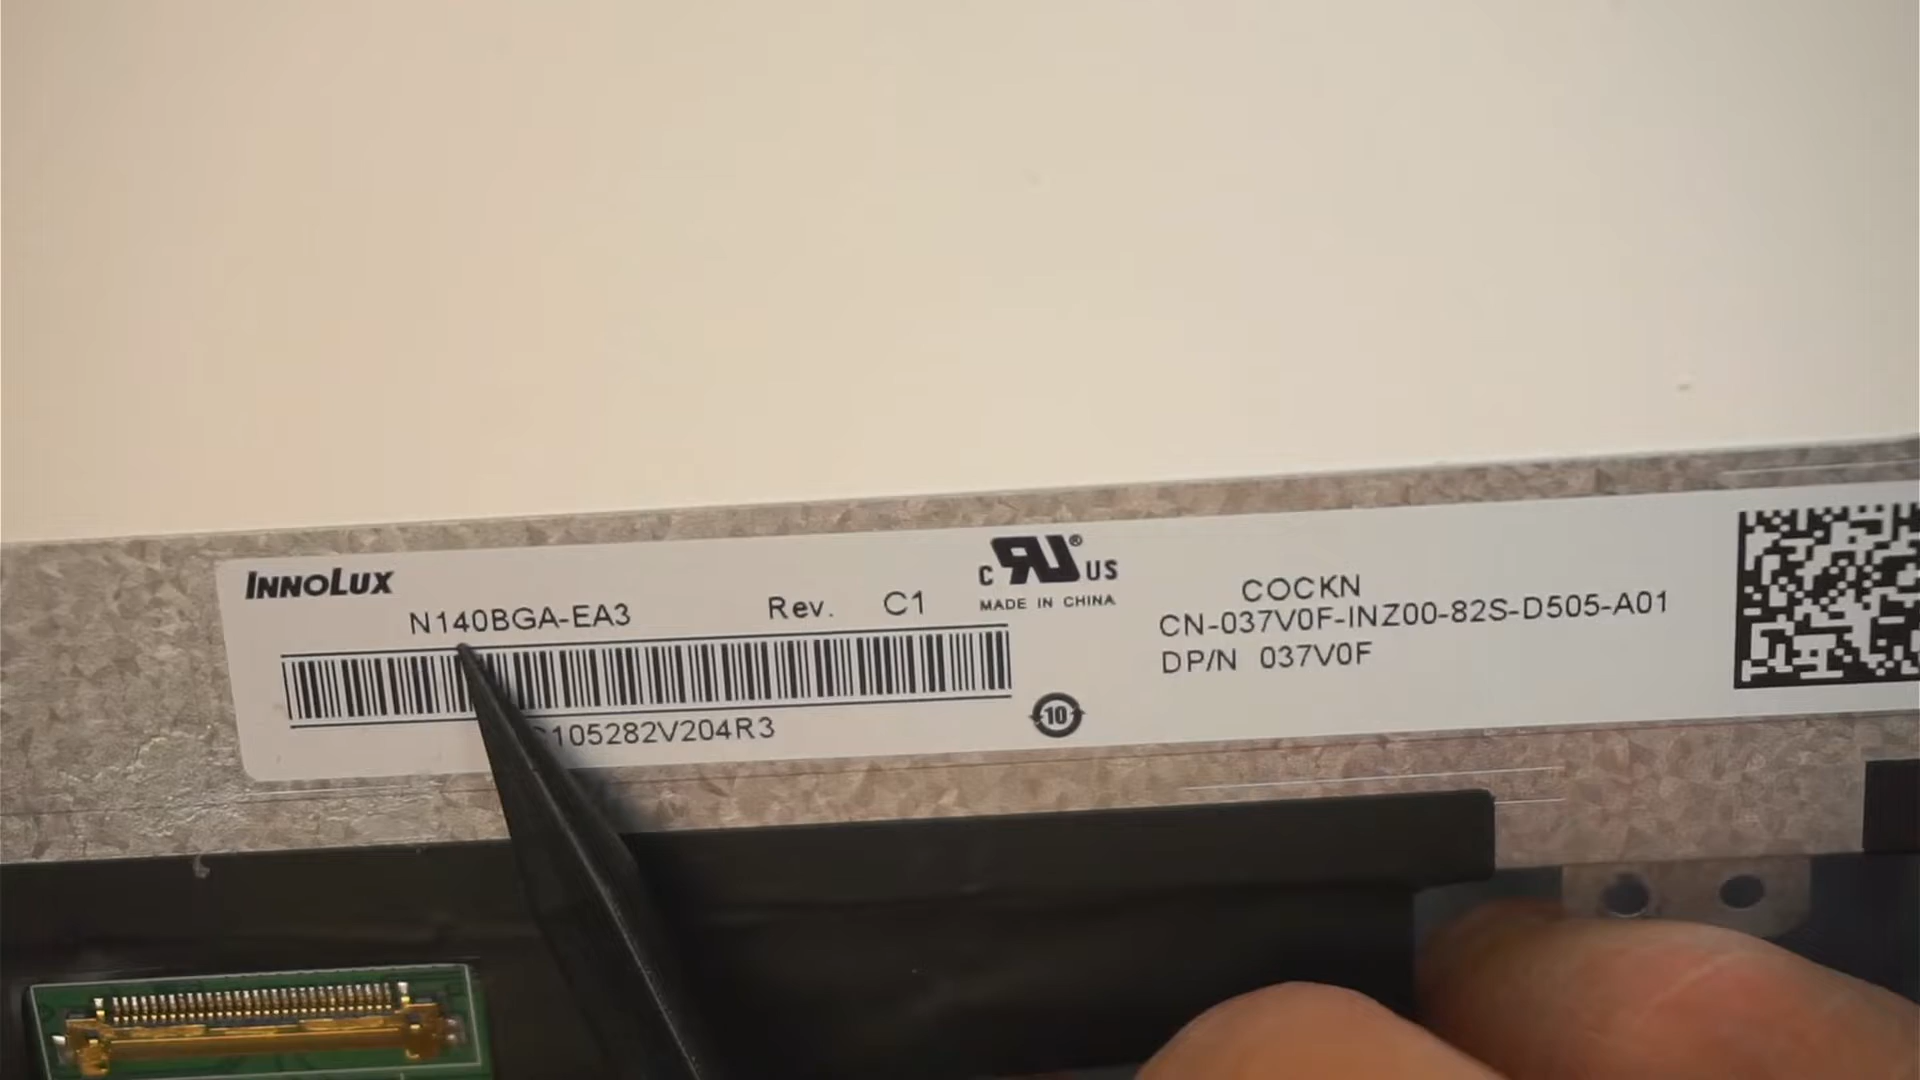 INNOLUX
N140BGA-EA3 Rev. C1
105282V204R3
C RU ® US
MADE IN CHINA
10
COCKN
CN-037V0F-INZ00-82S-D505-A01
DP/N 037V0F